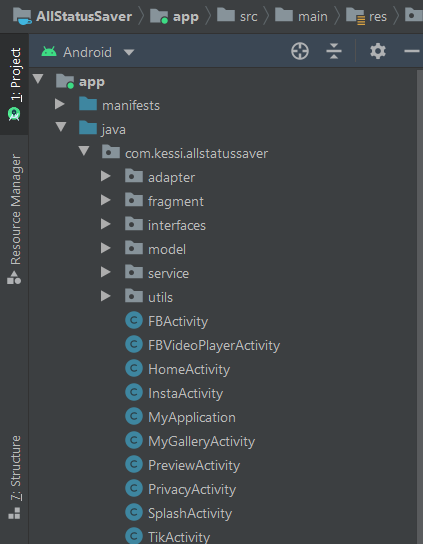 AllStatusSaver app src main res
Android
1: Project
app
manifests
java
com.kessi.allstatussaver
adapter
fragment
interfaces
model
service
utils
C FBActivity
C FBVideoPlayerActivity
C HomeActivity
C InstaActivity
C MyApplication
C MyGalleryActivity
C PreviewActivity
C PrivacyActivity
C SplashActivity
C TikActivity
Resource Manager
7: Structure